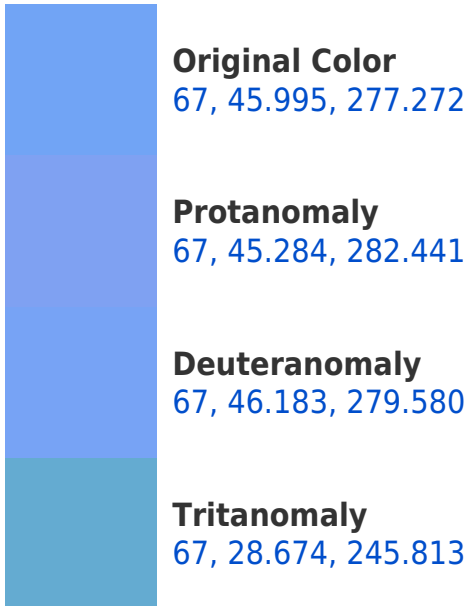 Original Color
67, 45.995, 277.272
Protanomaly
67, 45.284, 282.441
Deuteranomaly
67, 46.183, 279.580
Tritanomaly
67, 28.674, 245.813